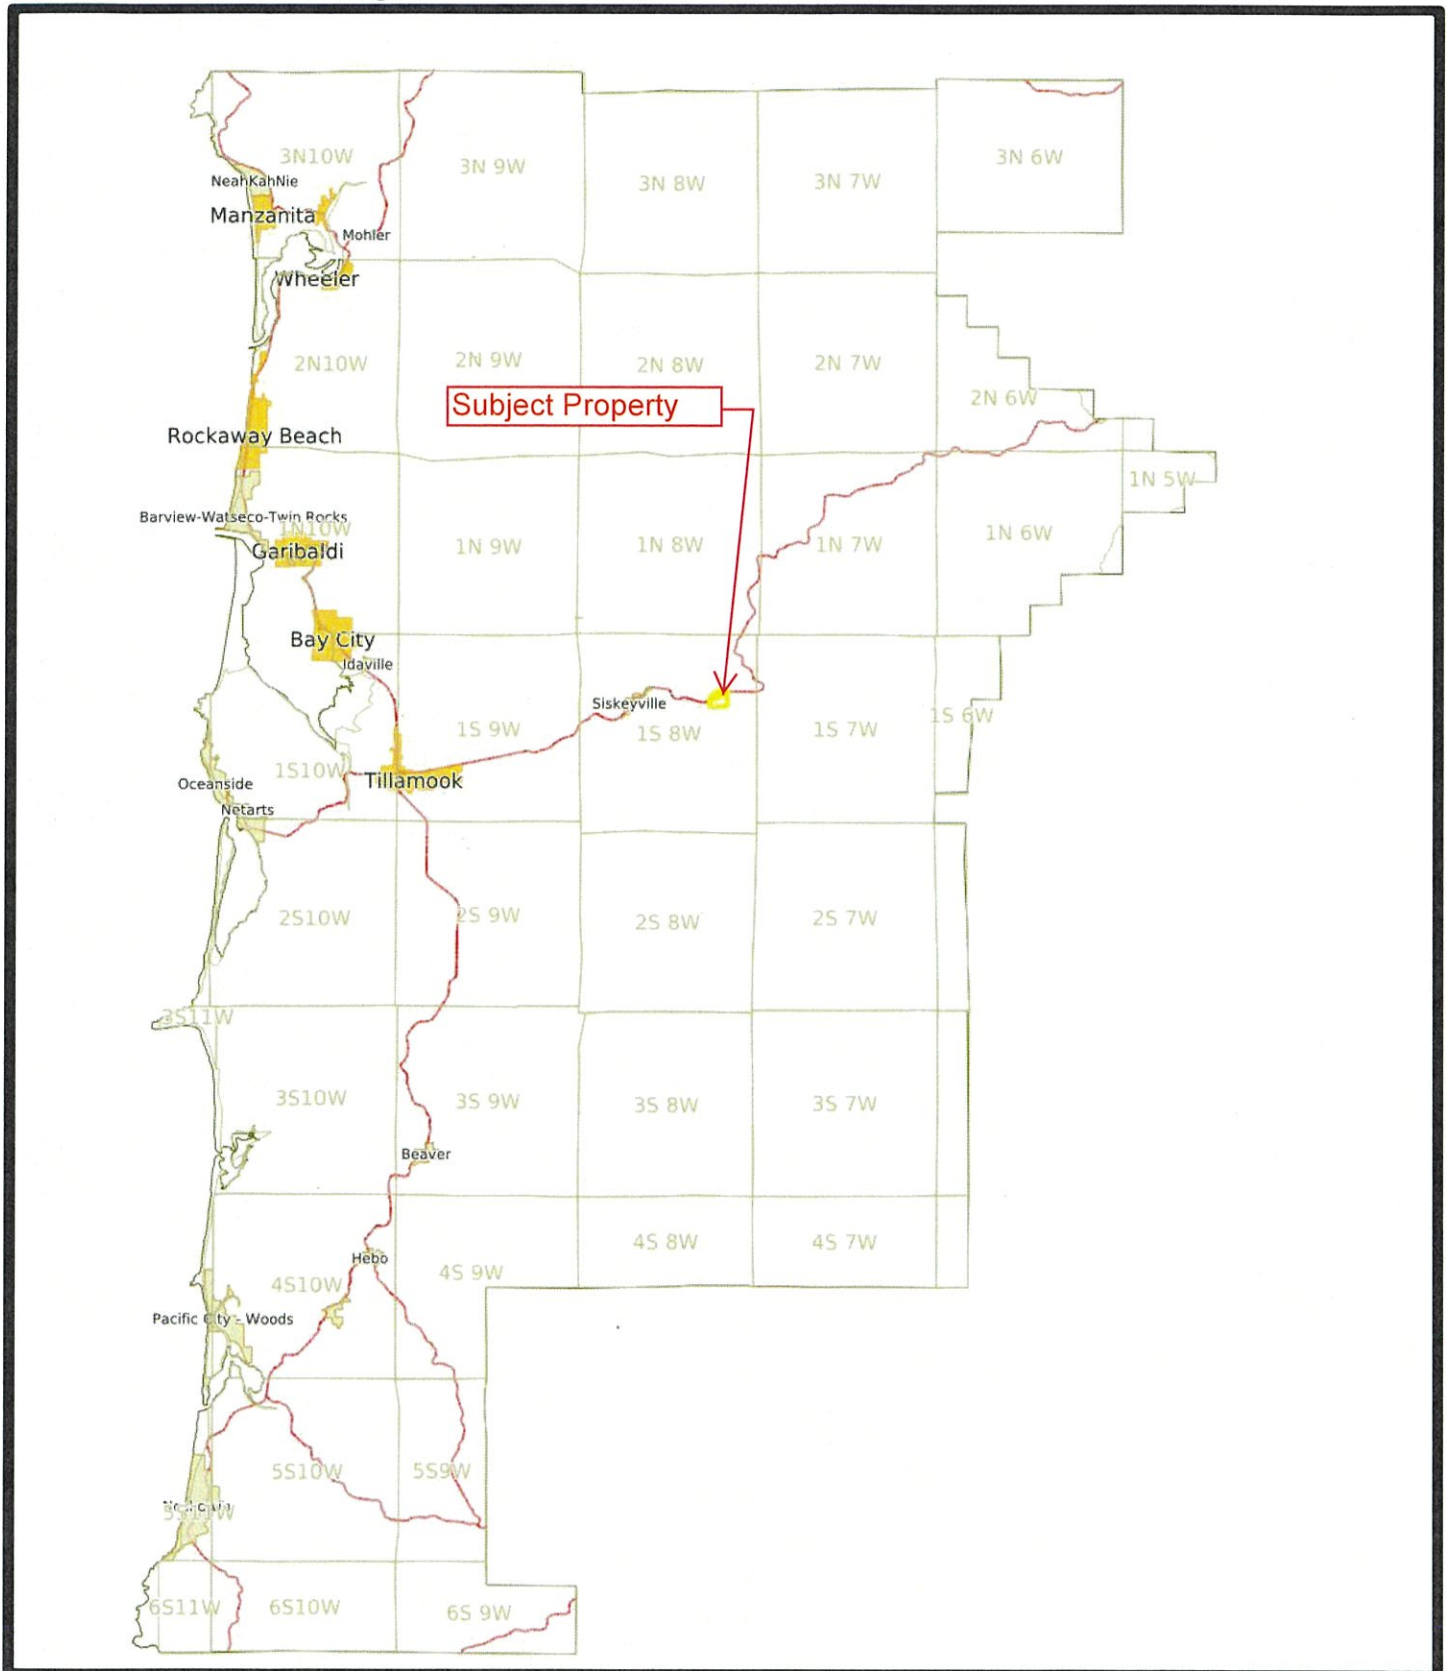 3N10W
3N 9W
3N 8W
3N 7W
3N 6W
NeahKahNie
Manzanita
Mohler
Wheeler
2N10W
2N 9W
2N 8W
2N 7W
2N 6W
Subject Property
Rockaway Beach
1N 5W
Barview-Watseco-Twin Rocks
1N10W
Garibaldi
1N 9W
1N 8W
1N 7W
1N 6W
Bay City
Idaville
Siskeyville
1S 9W
1S 8W
1S 7W
1S 6W
1S10W
Tillamook
Oceanside
Netarts
2S10W
2S 9W
2S 8W
2S 7W
3S11W
3S10W
3S 9W
3S 8W
3S 7W
Beaver
4S 8W
4S 7W
Hebo
4S10W
4S 9W
Pacific City - Woods
5S10W
5S9W
5S11W
6S11W
6S10W
6S 9W